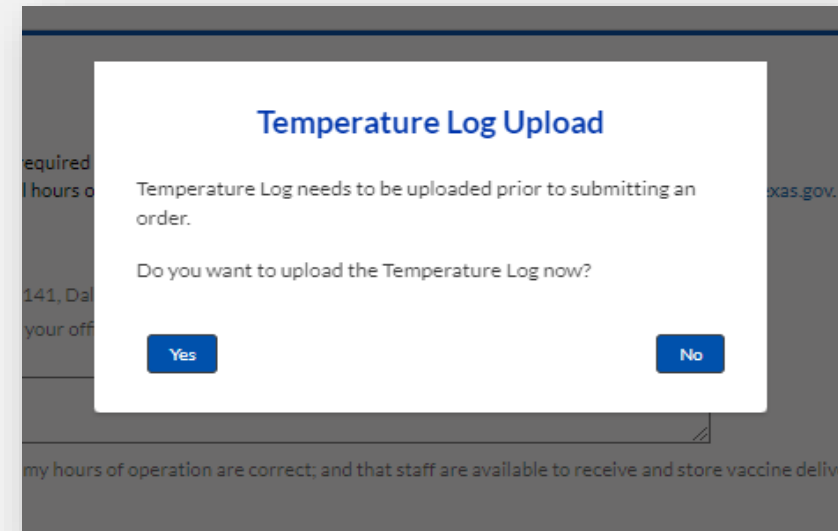 Temperature Log Upload
equired
l hours o
Temperature Log needs to be uploaded prior to submitting an
exas.gov.
order.
Do you want to upload the Temperature Log now?
141, Dal
your offi
Yes
No
my hours of operation are correct; and that staff are available to receive and store vaccine deliv